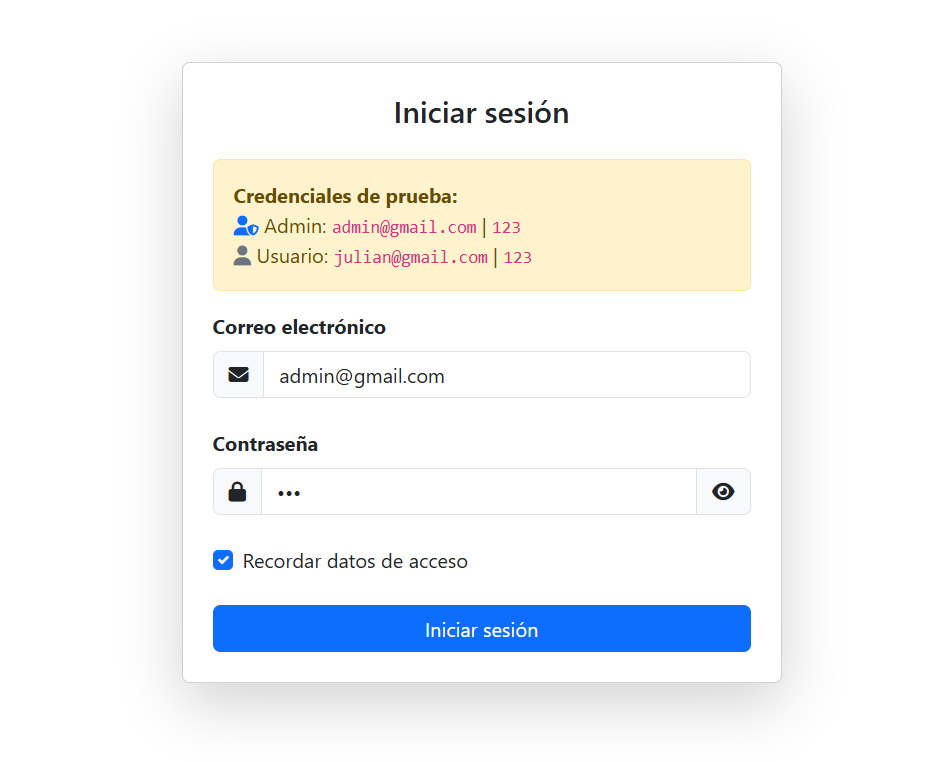 Iniciar sesión
Credenciales de prueba:
Admin: admin@gmail.com | 123
Usuario: julian@gmail.com | 123
Correo electrónico
admin@gmail.com
Contraseña
•••
Recordar datos de acceso
Iniciar sesión